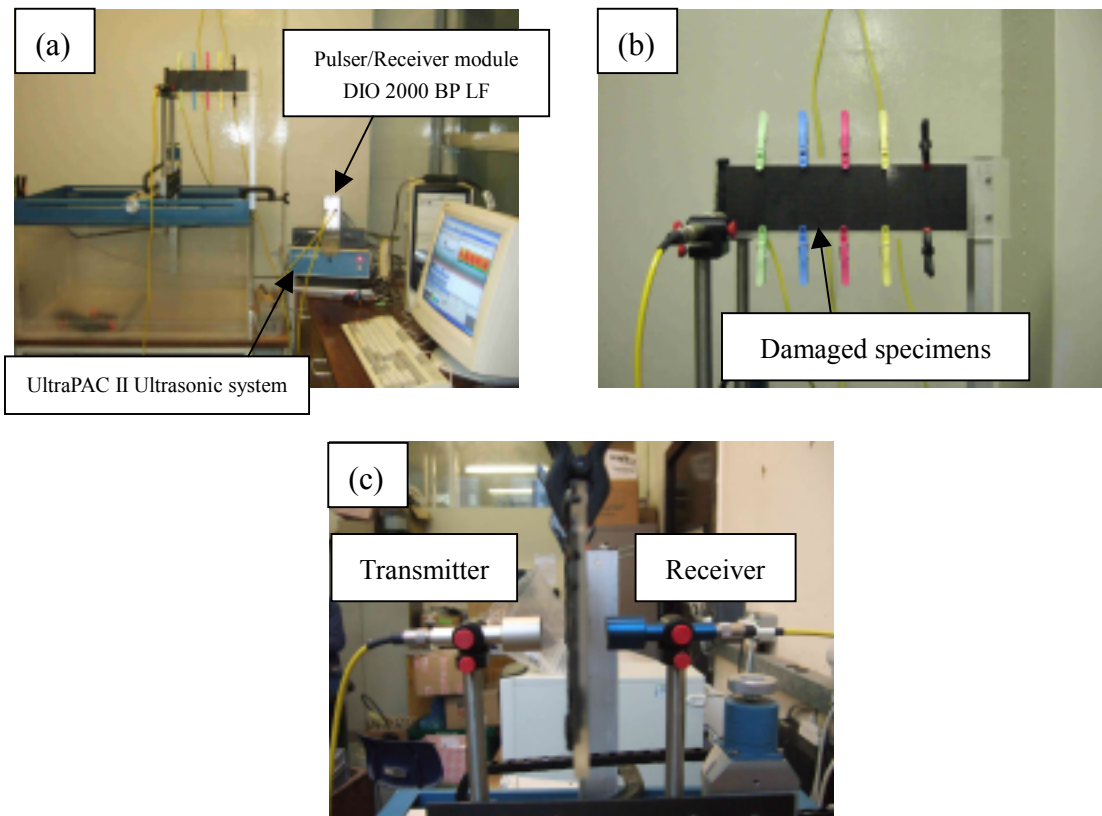 (a)
Pulser/Receiver module
DIO 2000 BP LF
UltraPAC II Ultrasonic system
(b)
Damaged specimens
(c)
Transmitter
Receiver